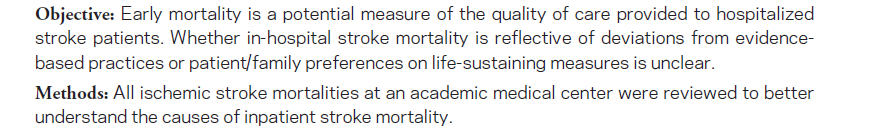 Objective: Early mortality is a potential measure of the quality of care provided to hospitalized
stroke patients. Whether in-hospital stroke mortality is reflective of deviations from evidence-
based practices or patient/family preferences on life-sustaining measures is unclear.
Methods: All ischemic stroke mortalities at an academic medical center were reviewed to better
understand the causes of inpatient stroke mortality.